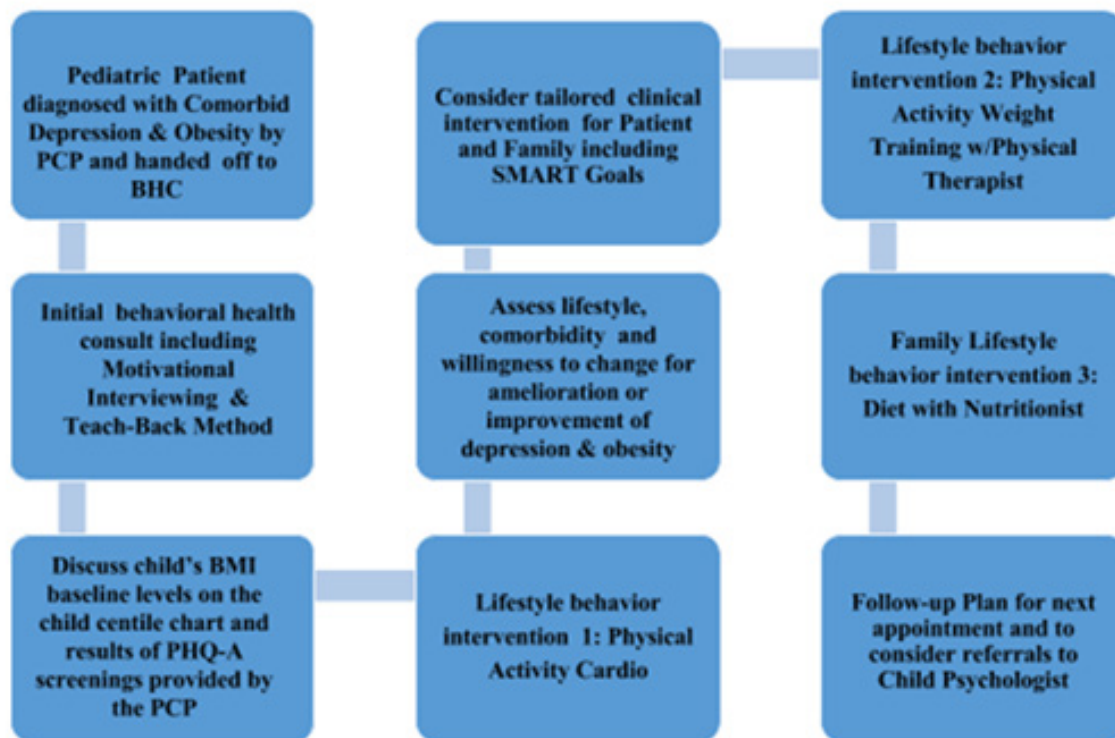 Pediatric Patient
diagnosed with Comorbid
Depression & Obesity by
PCP and handed off to
BHC
Initial behavioral health
consult including
Motivational
Interviewing &
Teach-Back Method
Discuss child's BMI
baseline levels on the
child centile chart and
results of PHQ-A
screenings provided by
the PCP
Lifestyle behavior
intervention 1: Physical
Activity Cardio
Assess lifestyle,
comorbidity and
willingness to change for
amelioration or
improvement of
depression & obesity
Consider tailored clinical
intervention for Patient
and Family including
SMART Goals
Lifestyle behavior
intervention 2: Physical
Activity Weight
Training w/Physical
Therapist
Family Lifestyle
behavior intervention 3:
Diet with Nutritionist
Follow-up Plan for next
appointment and to
consider referrals to
Child Psychologist